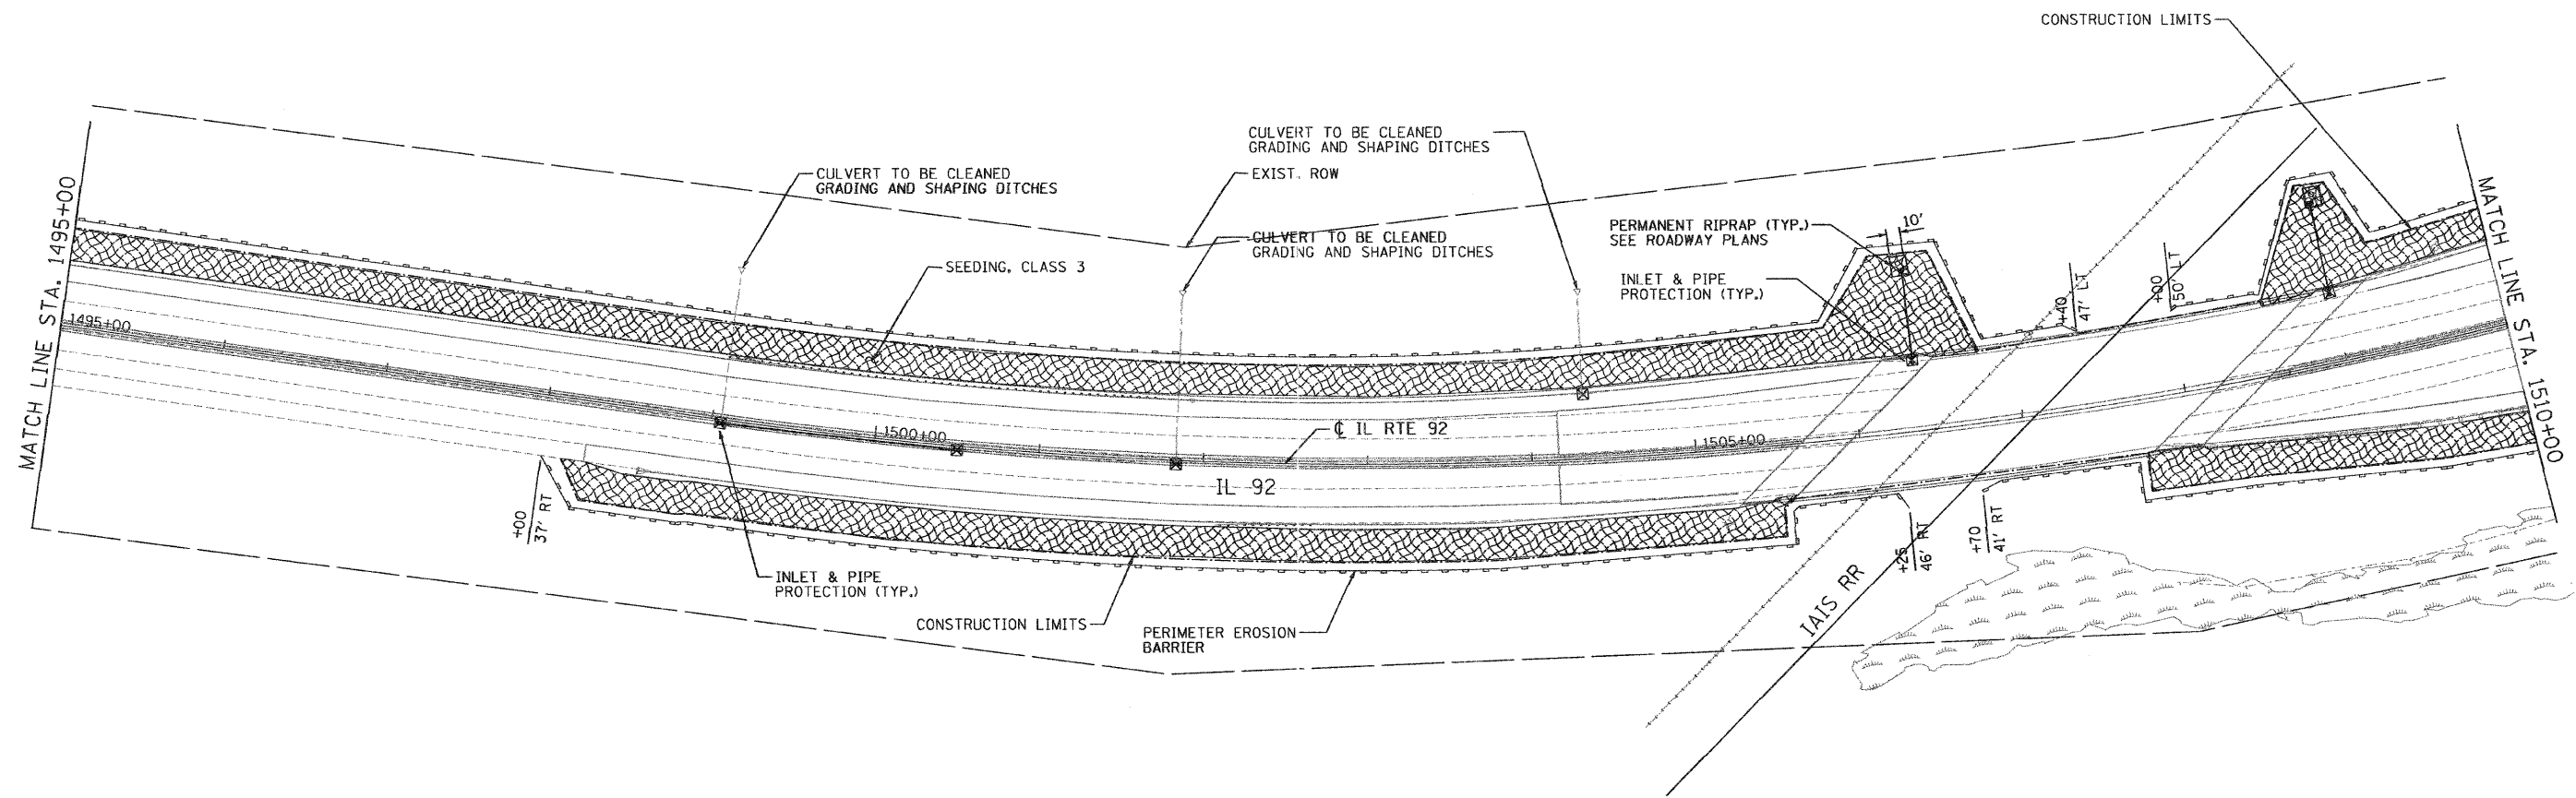 CONSTRUCTION LIMITS
CULVERT TO BE CLEANED
GRADING AND SHAPING DITCHES
CULVERT TO BE CLEANED
GRADING AND SHAPING DITCHES
EXIST. ROW
CULVERT TO BE CLEANED
GRADING AND SHAPING DITCHES
SEEDING, CLASS 3
PERMANENT RIPRAP (TYP.)
SEE ROADWAY PLANS
10'
INLET & PIPE
PROTECTION (TYP.)
+40
47' LT
+00
50' LT
MATCH LINE STA. 1495+00
MATCH LINE STA. 1510+00
1495+00
1500+00
℄ IL RTE 92
1505+00
IL 92
+00
37' RT
+25
46' RT
+70
41' RT
IAIS RR
INLET & PIPE
PROTECTION (TYP.)
CONSTRUCTION LIMITS
PERIMETER EROSION
BARRIER